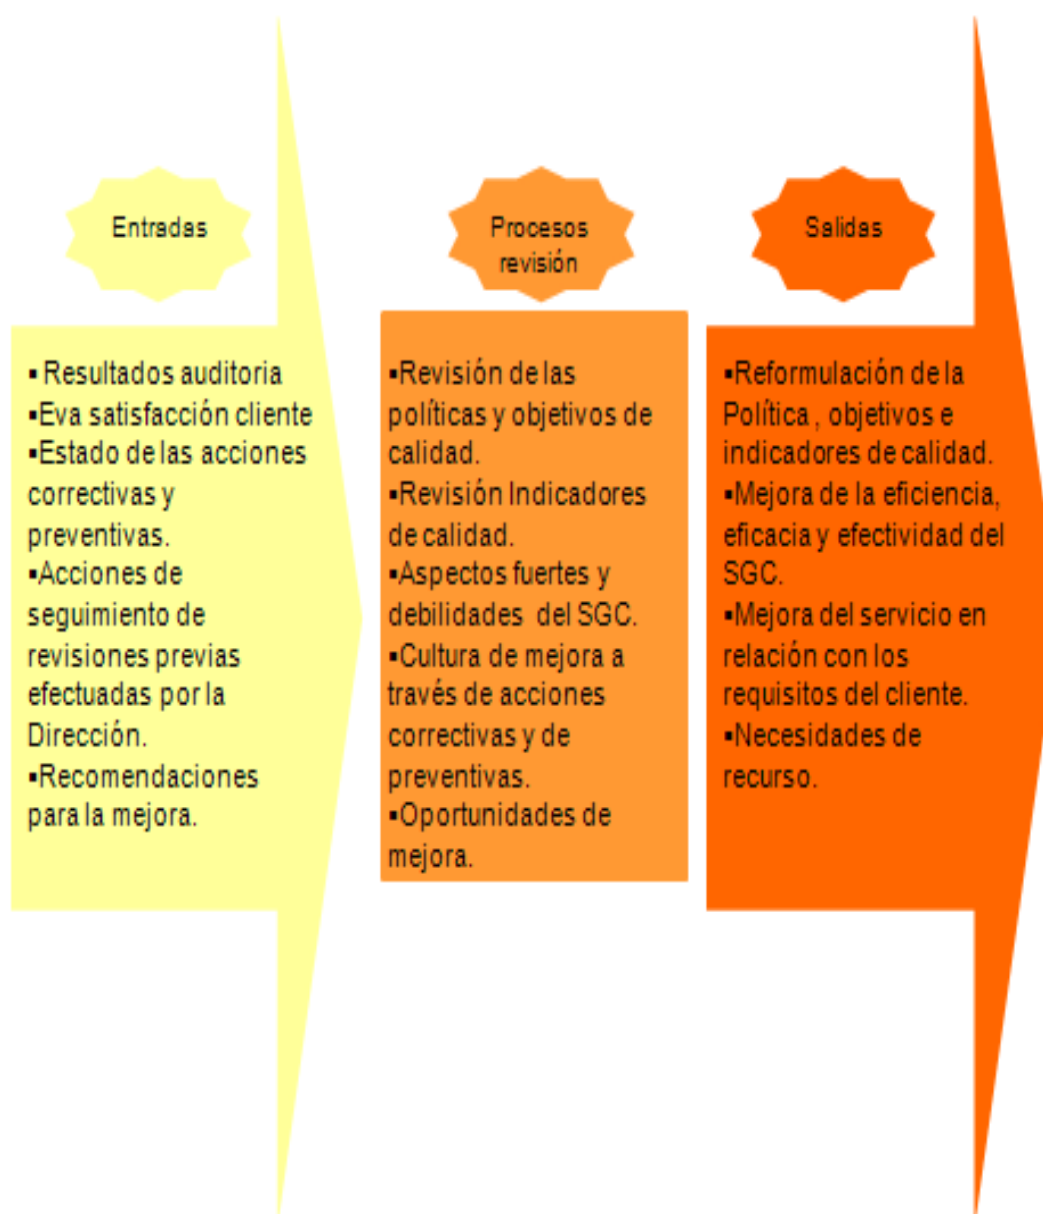 Entradas
▪ Resultados auditoria
▪Eva satisfacción cliente
▪Estado de las acciones
correctivas y
preventivas.
▪Acciones de
seguimiento de
revisiones previas
efectuadas por la
Dirección.
▪Recomendaciones
para la mejora.
Procesos
revisión
▪Revisión de las
políticas y objetivos de
calidad.
▪Revisión Indicadores
de calidad.
▪Aspectos fuertes y
debilidades del SGC.
▪Cultura de mejora a
través de acciones
correctivas y de
preventivas.
▪Oportunidades de
mejora.
Salidas
▪Reformulación de la
Política , objetivos e
indicadores de calidad.
▪Mejora de la eficiencia,
eficacia y efectividad del
SGC.
▪Mejora del servicio en
relación con los
requisitos del cliente.
▪Necesidades de
recurso.